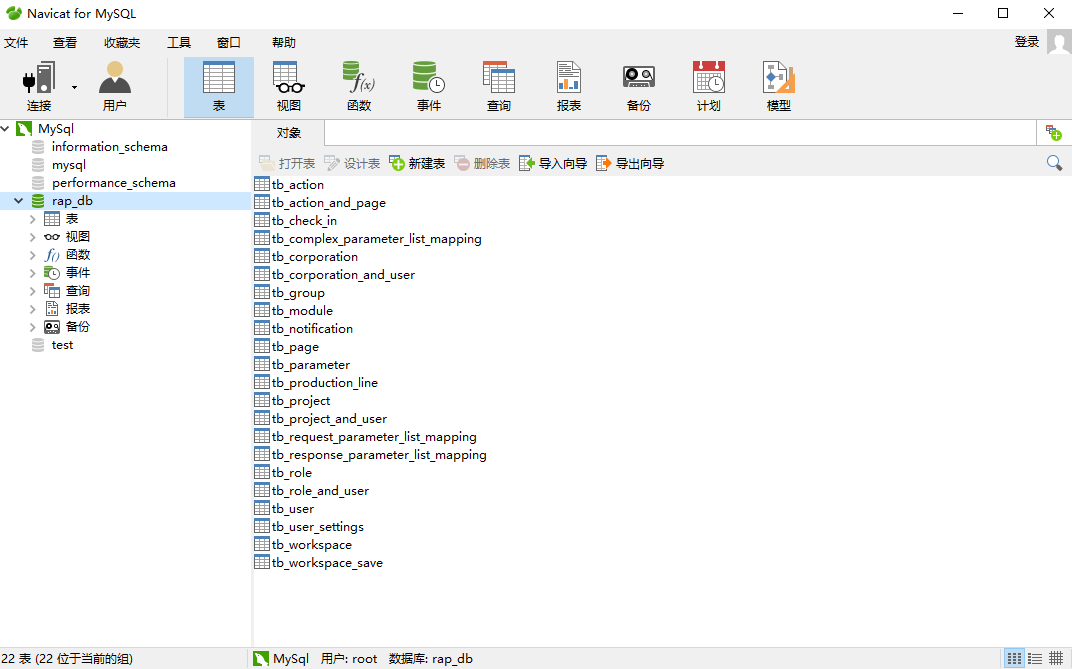 Navicat for MySQL
文件 查看 收藏夹 工具 窗口 帮助 登录
连接 用户 表 视图 函数 事件 查询 报表 备份 计划 模型
MySql
information_schema
mysql
performance_schema
rap_db
表
视图
函数
事件
查询
报表
备份
test
对象
打开表 设计表 新建表 删除表 导入向导 导出向导
tb_action
tb_action_and_page
tb_check_in
tb_complex_parameter_list_mapping
tb_corporation
tb_corporation_and_user
tb_group
tb_module
tb_notification
tb_page
tb_parameter
tb_production_line
tb_project
tb_project_and_user
tb_request_parameter_list_mapping
tb_response_parameter_list_mapping
tb_role
tb_role_and_user
tb_user
tb_user_settings
tb_workspace
tb_workspace_save
22 表 (22 位于当前的组) MySql 用户: root 数据库: rap_db